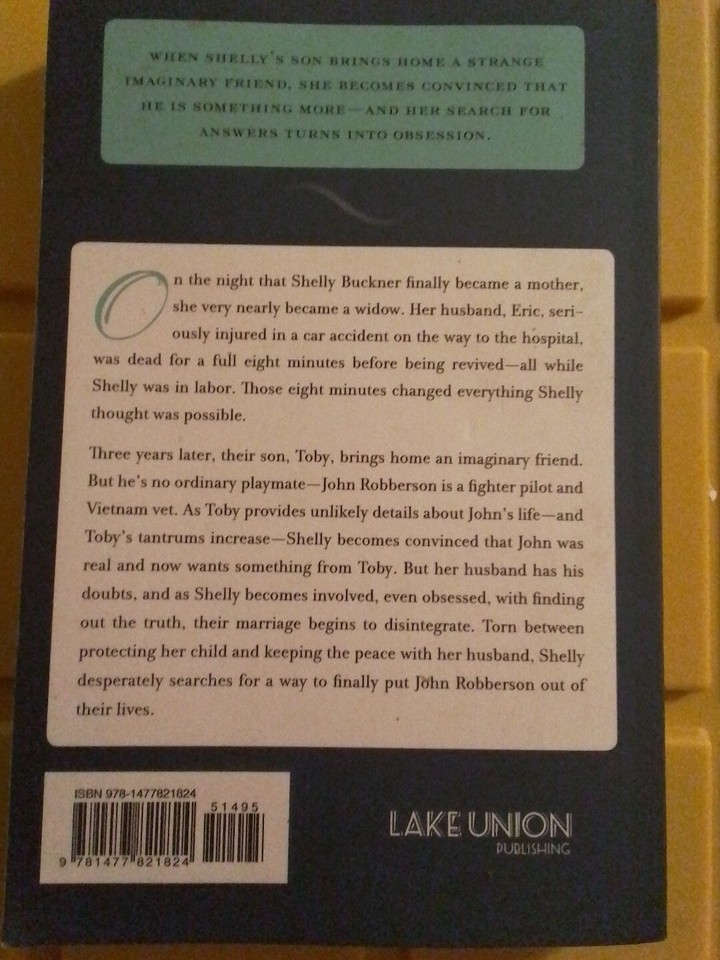 WHEN SHELLY'S SON BRINGS HOME A STRANGE
IMAGINARY FRIEND, SHE BECOMES CONVINCED THAT
HE IS SOMETHING MORE—AND HER SEARCH FOR
ANSWERS TURNS INTO OBSESSION.
On the night that Shelly Buckner finally became a mother,
she very nearly became a widow. Her husband, Eric, seri-
ously injured in a car accident on the way to the hospital,
was dead for a full eight minutes before being revived—all while
Shelly was in labor. Those eight minutes changed everything Shelly
thought was possible.
Three years later, their son, Toby, brings home an imaginary friend.
But he's no ordinary playmate—John Robberson is a fighter pilot and
Vietnam vet. As Toby provides unlikely details about John's life—and
Toby's tantrums increase—Shelly becomes convinced that John was
real and now wants something from Toby. But her husband has his
doubts, and as Shelly becomes involved, even obsessed, with finding
out the truth, their marriage begins to disintegrate. Torn between
protecting her child and keeping the peace with her husband, Shelly
desperately searches for a way to finally put John Robberson out of
their lives.
ISBN 978-1477821824
51495
9 781477 821824
LAKE UNION
PUBLISHING